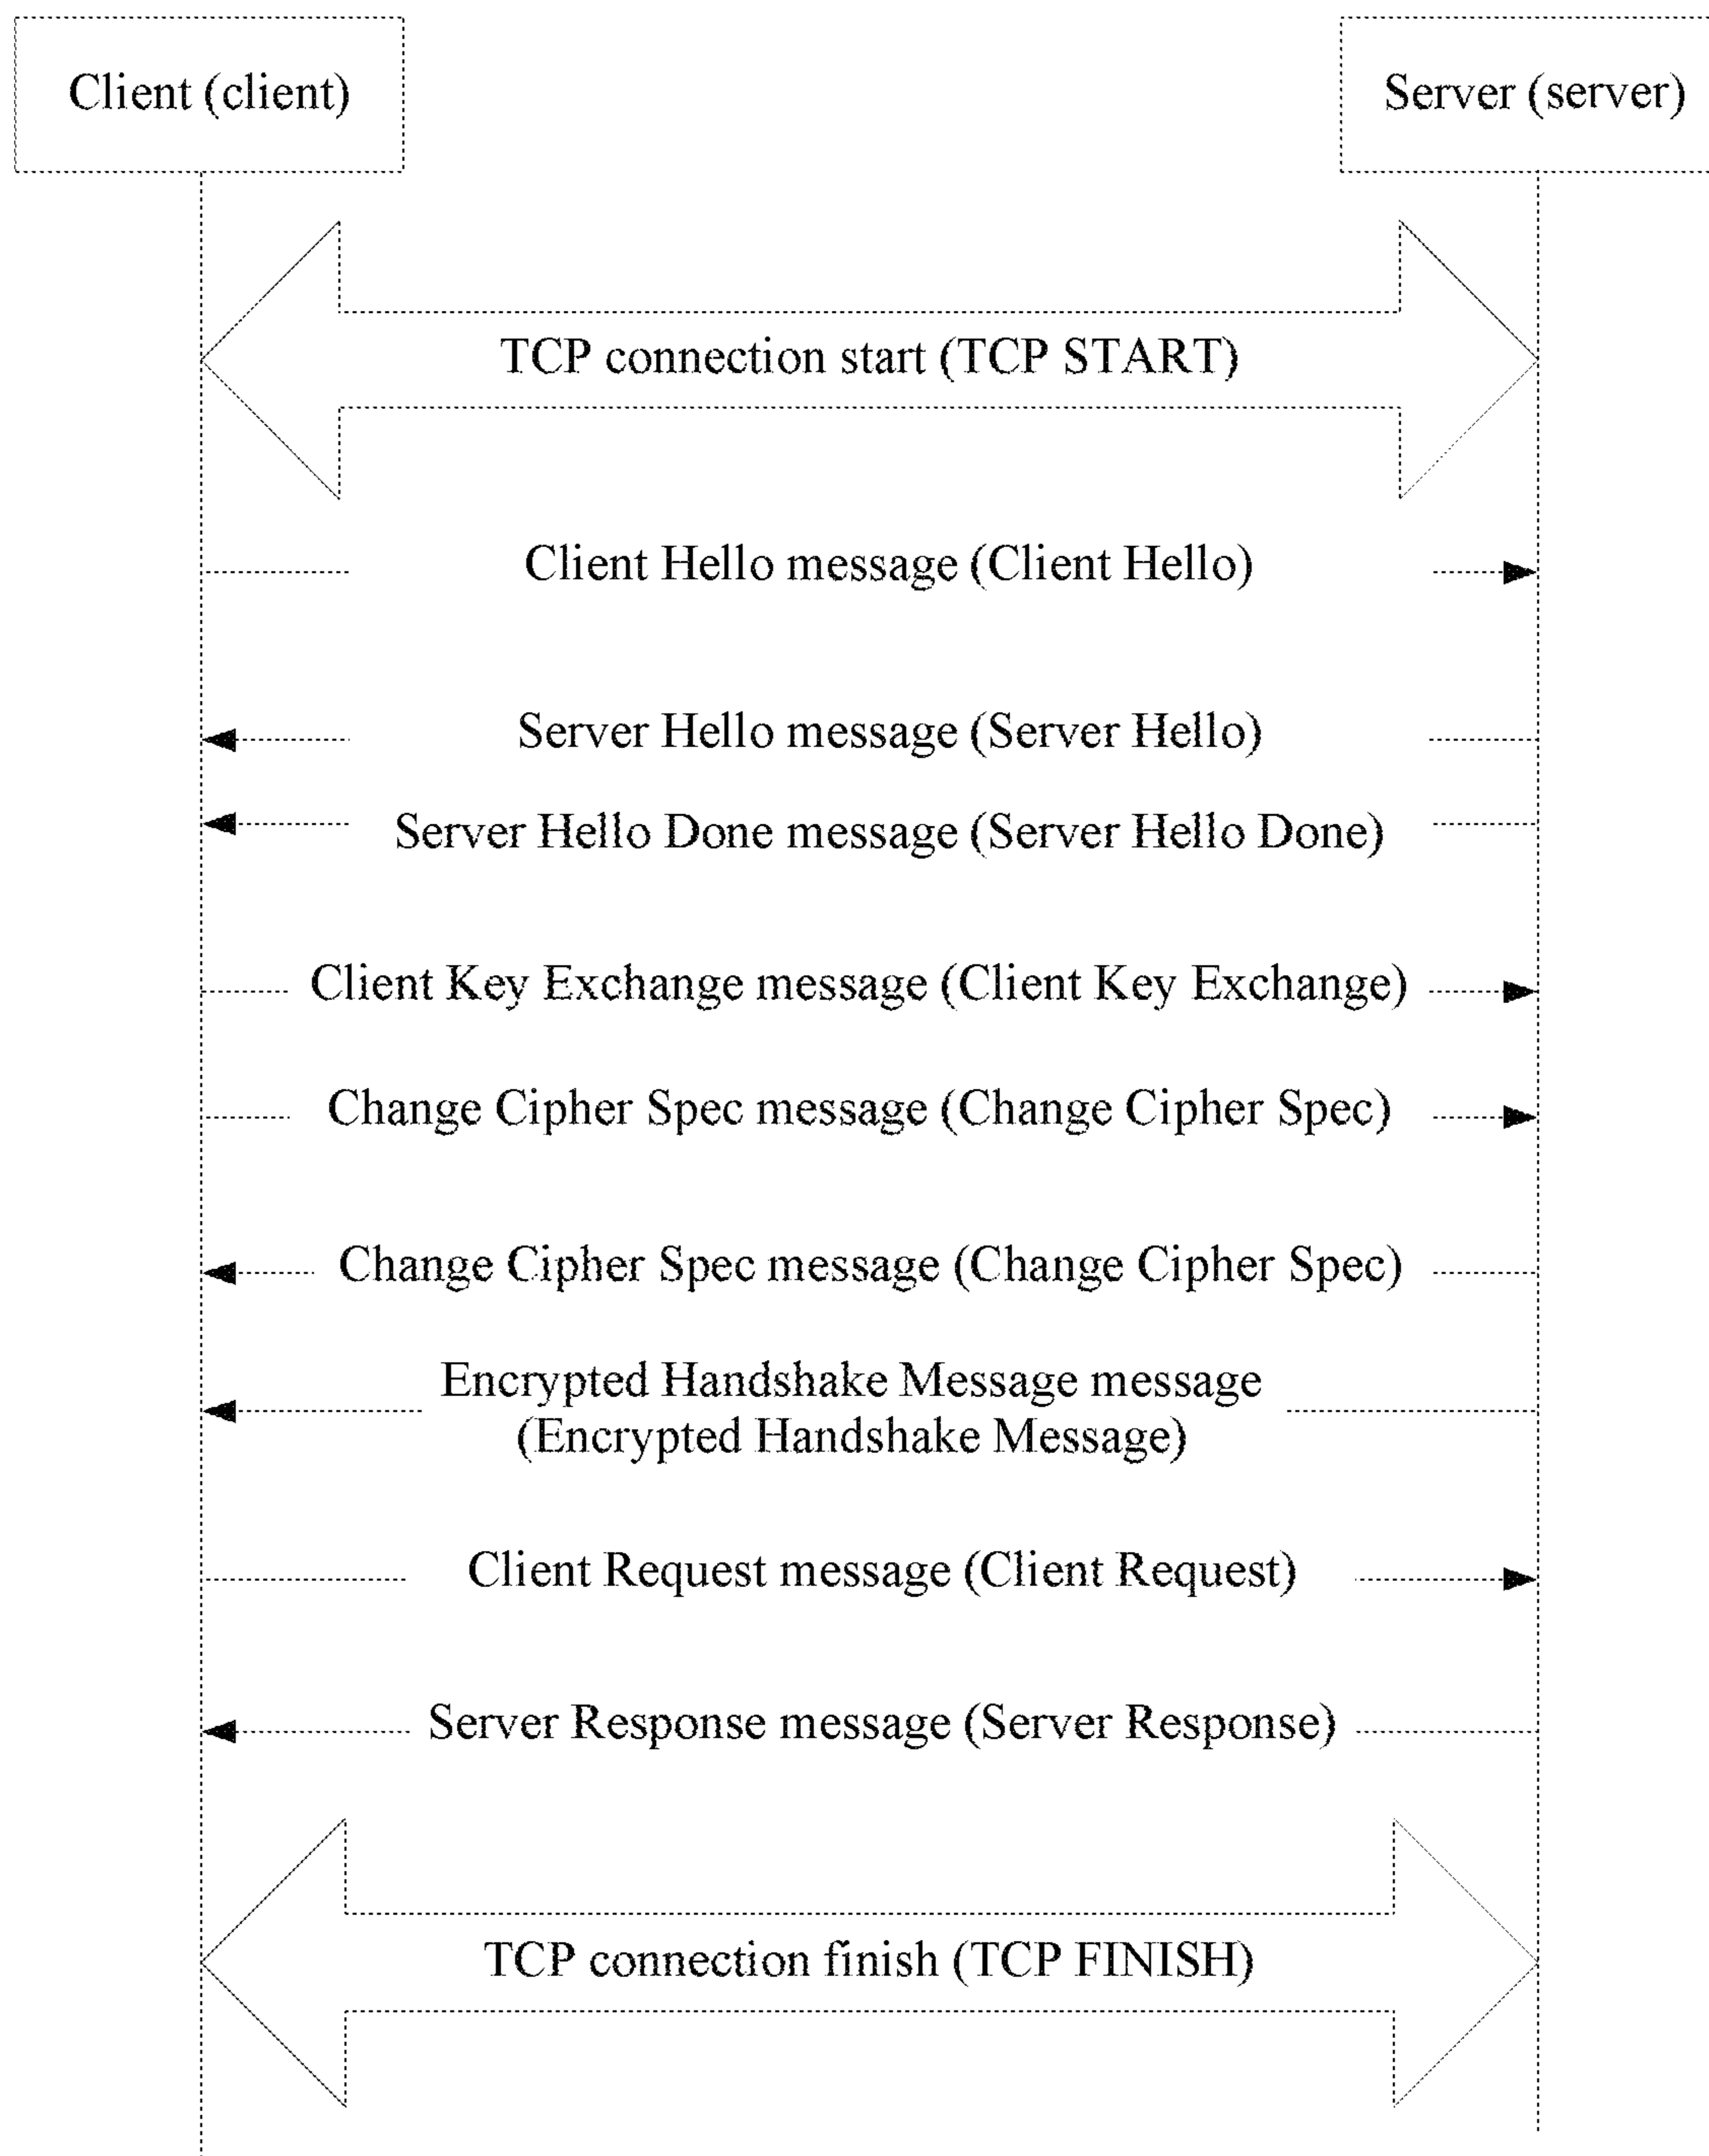 Client (client)
Server (server)
TCP connection start (TCP START)
Client Hello message (Client Hello)
Server Hello message (Server Hello)
Server Hello Done message (Server Hello Done)
Client Key Exchange message (Client Key Exchange)
Change Cipher Spec message (Change Cipher Spec)
Change Cipher Spec message (Change Cipher Spec)
Encrypted Handshake Message message
(Encrypted Handshake Message)
Client Request message (Client Request)
Server Response message (Server Response)
TCP connection finish (TCP FINISH)